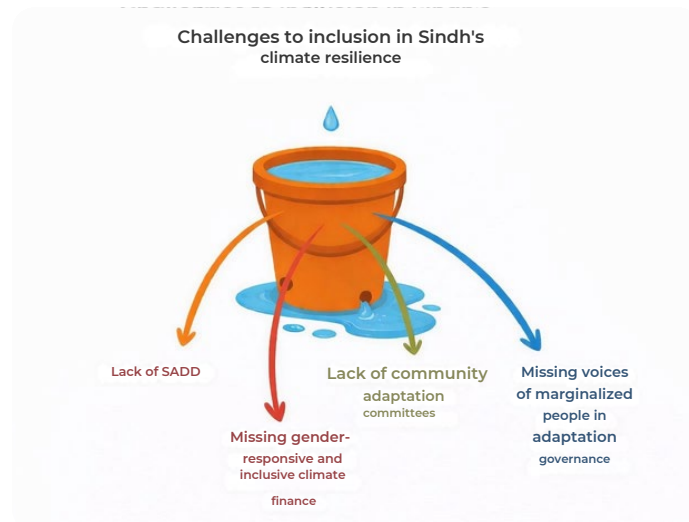 Challenges to inclusion in Sindh's
climate resilience
Lack of SADD
Missing gender-
responsive and
inclusive climate
finance
Lack of community
adaptation
committees
Missing voices
of marginalized
people in
adaptation
governance